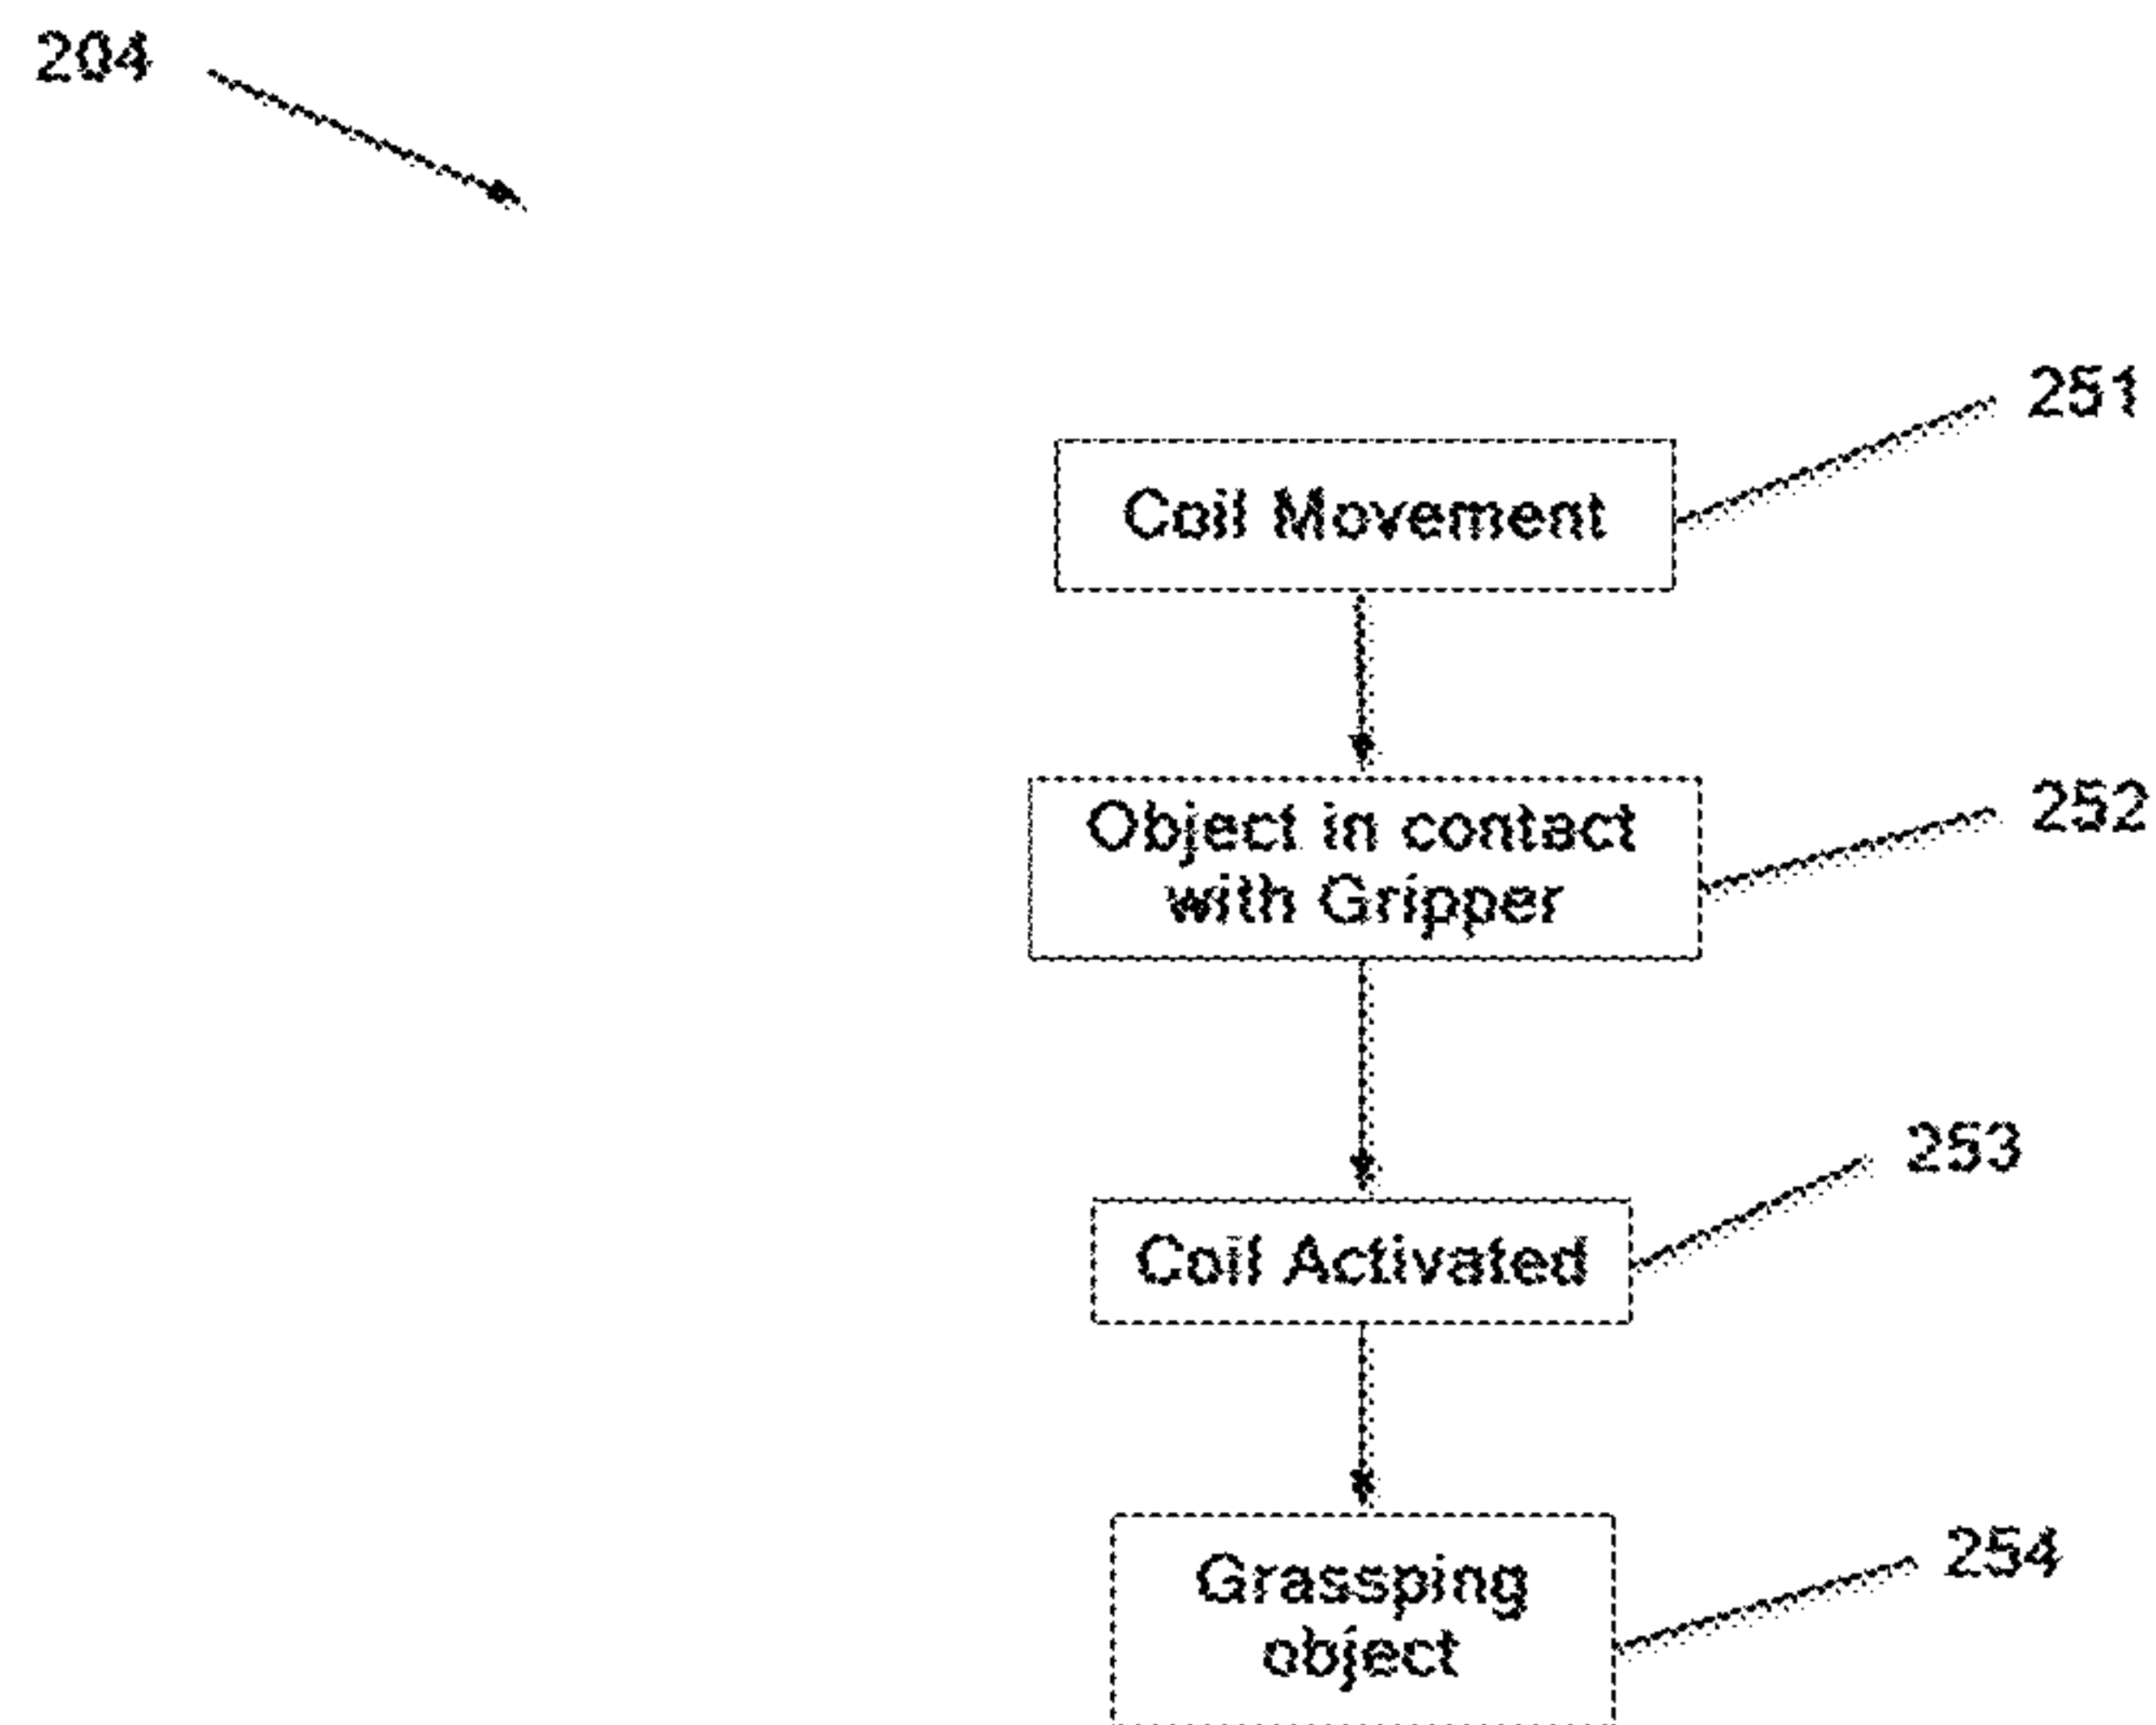 204
251
Coil Movement
252
Object in contact
with Gripper
253
Coil Activated
254
Grassping
object